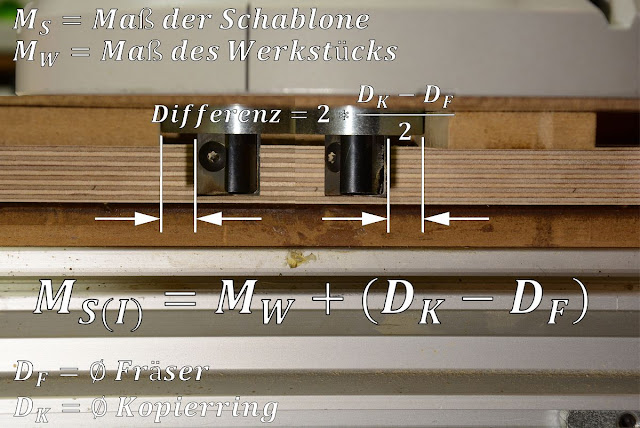 M_S = Maß der Schablone
M_W = Maß des Werkstücks
Differenz = 2 * (D_K − D_F)/2
M_S(I) = M_W + (D_K − D_F)
D_F = Ø Fräser
D_K = Ø Kopierring